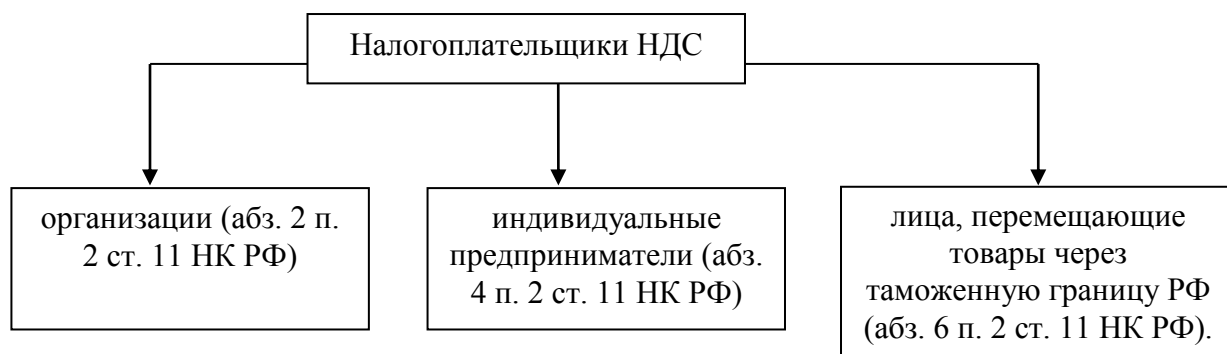 Налогоплательщики НДС
организации (абз. 2 п.
2 ст. 11 НК РФ)
индивидуальные
предприниматели (абз.
4 п. 2 ст. 11 НК РФ)
лица, перемещающие
товары через
таможенную границу РФ
(абз. 6 п. 2 ст. 11 НК РФ).